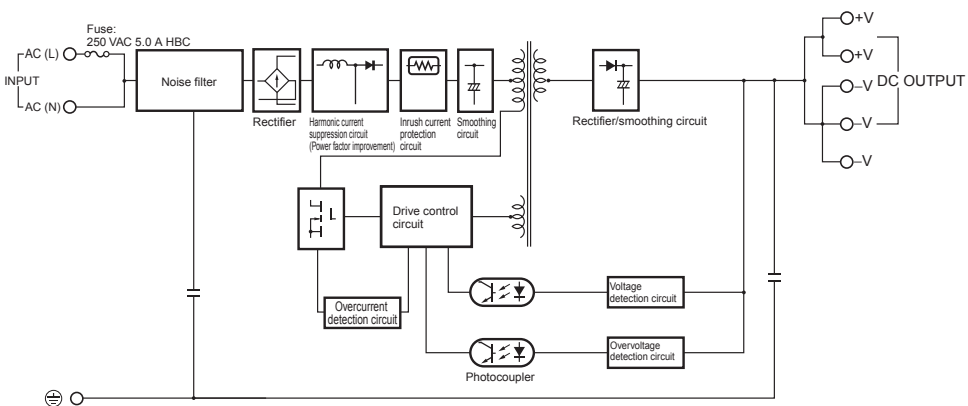 Fuse:
250 VAC 5.0 A HBC
AC (L)
INPUT
AC (N)
Noise filter
Rectifier
Harmonic current
suppression circuit
(Power factor improvement)
Inrush current
protection
circuit
Smoothing
circuit
Rectifier/smoothing circuit
+V
+V
–V
DC OUTPUT
–V
–V
Drive control
circuit
Overcurrent
detection circuit
Voltage
detection circuit
Overvoltage
detection circuit
Photocoupler